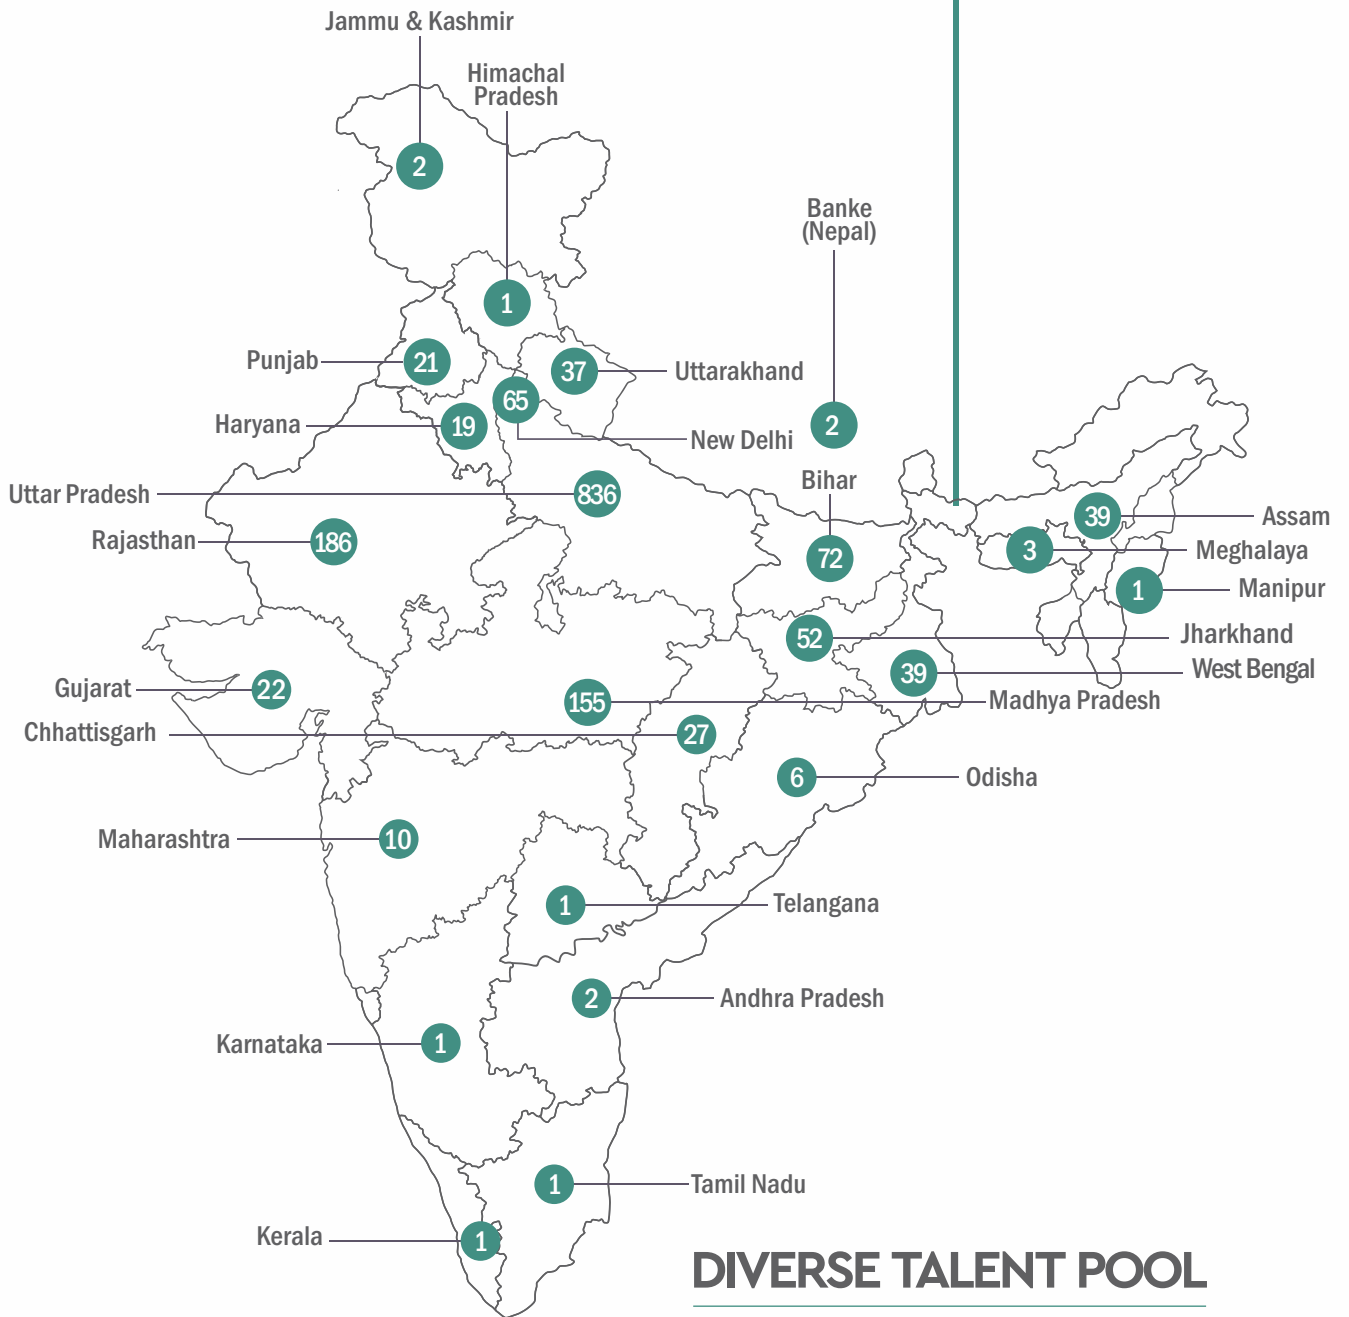 Jammu & Kashmir
Himachal
Pradesh
2
Banke
(Nepal)
1
Punjab
21
37
Uttarakhand
65
Haryana
19
2
New Delhi
Bihar
Uttar Pradesh
836
39
Assam
Rajasthan
186
72
3
Meghalaya
1
Manipur
52
Jharkhand
39
West Bengal
Gujarat
22
155
Madhya Pradesh
Chhattisgarh
27
6
Odisha
Maharashtra
10
1
Telangana
2
Andhra Pradesh
Karnataka
1
1
Tamil Nadu
Kerala
1
DIVERSE TALENT POOL